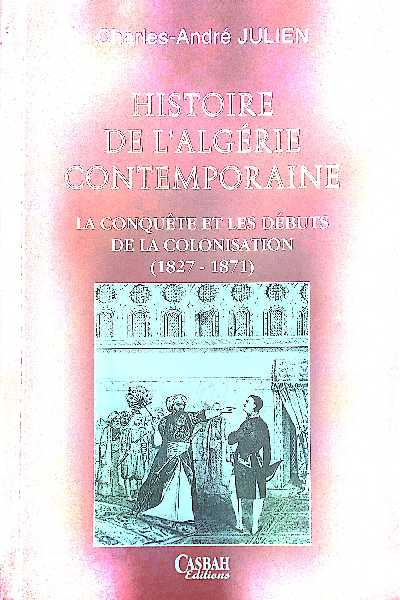 Charles-André JULIEN
HISTOIRE
DE L'ALGÉRIE
CONTEMPORAINE
LA CONQUÊTE ET LES DÉBUTS
DE LA COLONISATION
(1827 - 1871)
CASBAH
Editions